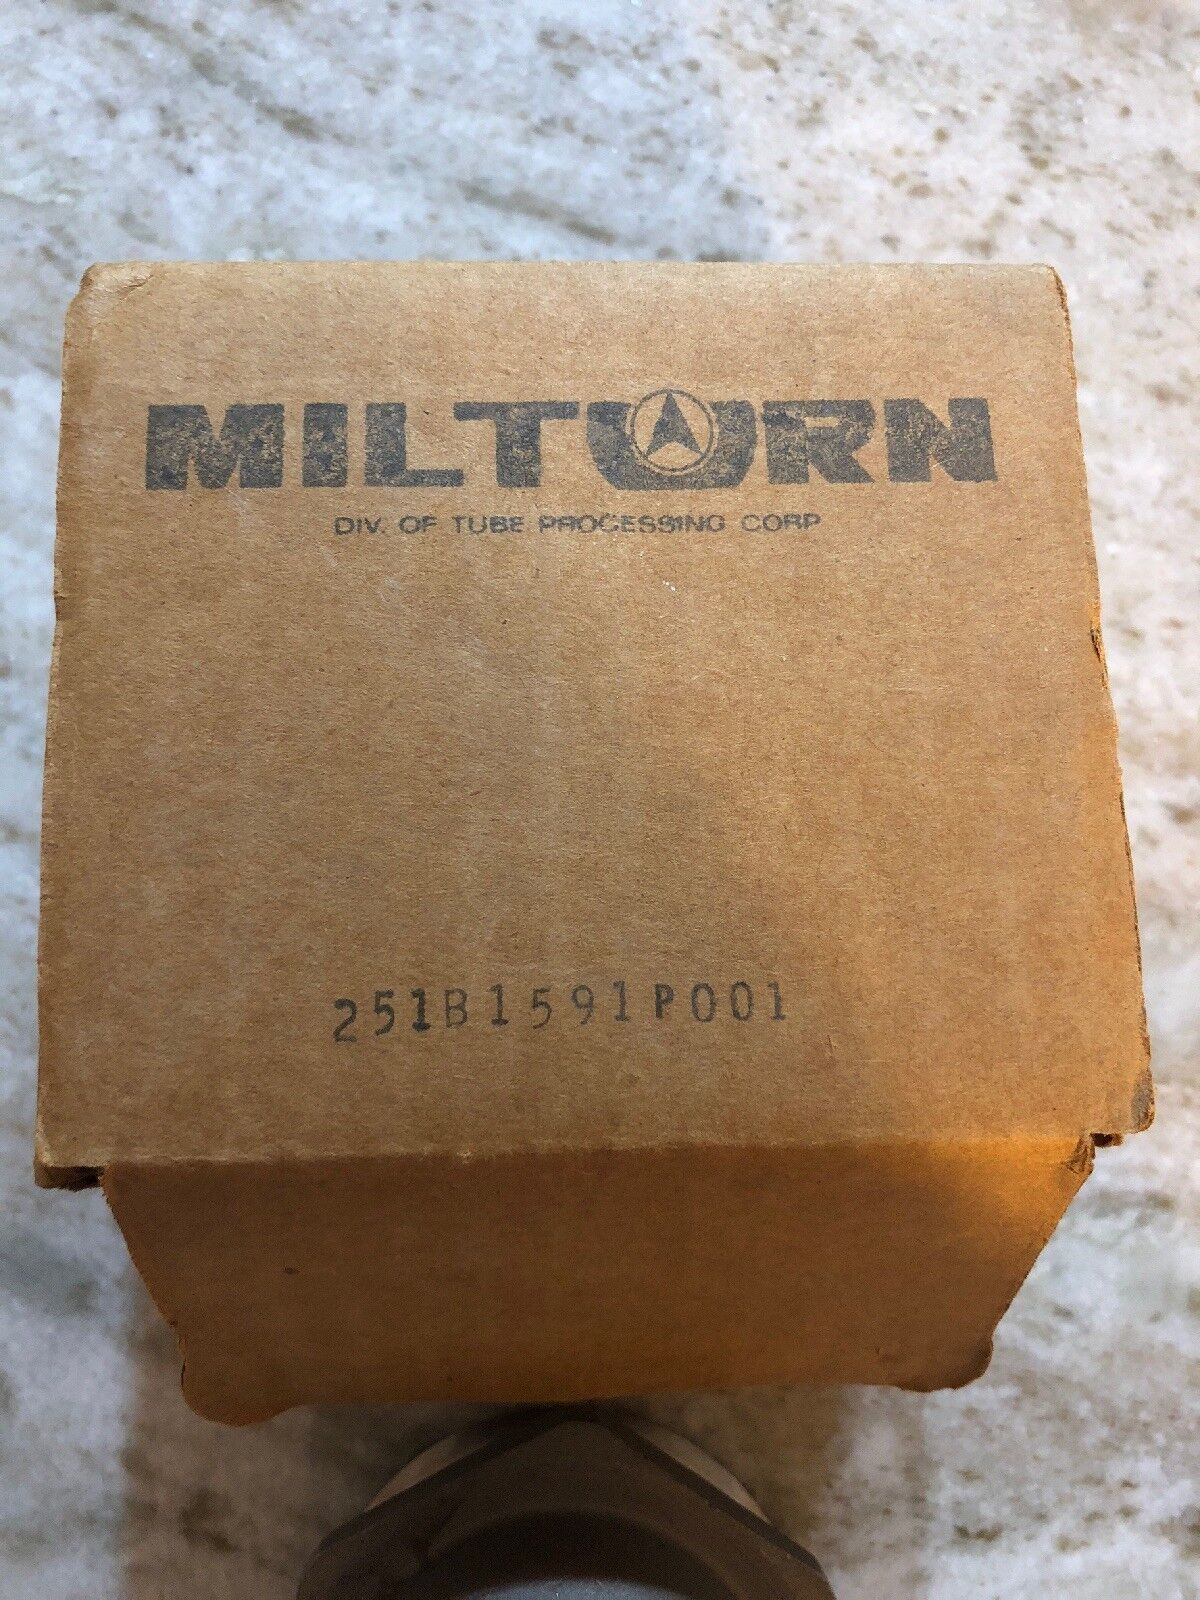 MILTURN
DIV. OF TUBE PROCESSING CORP
251B1591P001